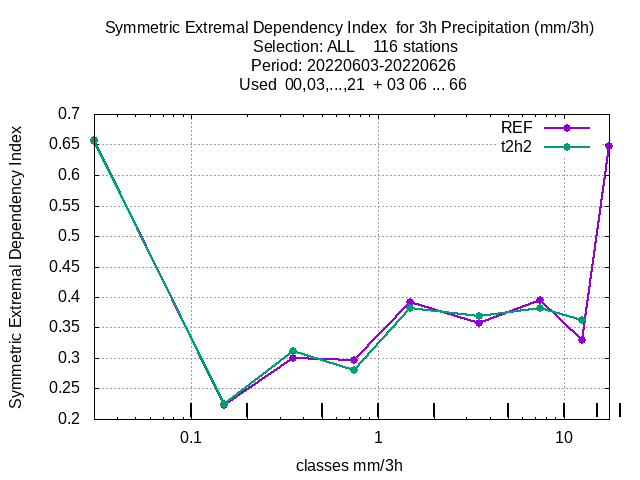 Symmetric Extremal Dependency Index  for 3h Precipitation (mm/3h)
Selection: ALL    116 stations
Period: 20220603-20220626
Used  00,03,...,21  + 03 06 ... 66
Symmetric Extremal Dependency Index
0.7
0.65
0.6
0.55
0.5
0.45
0.4
0.35
0.3
0.25
0.2
REF
t2h2
0.1
1
10
classes mm/3h